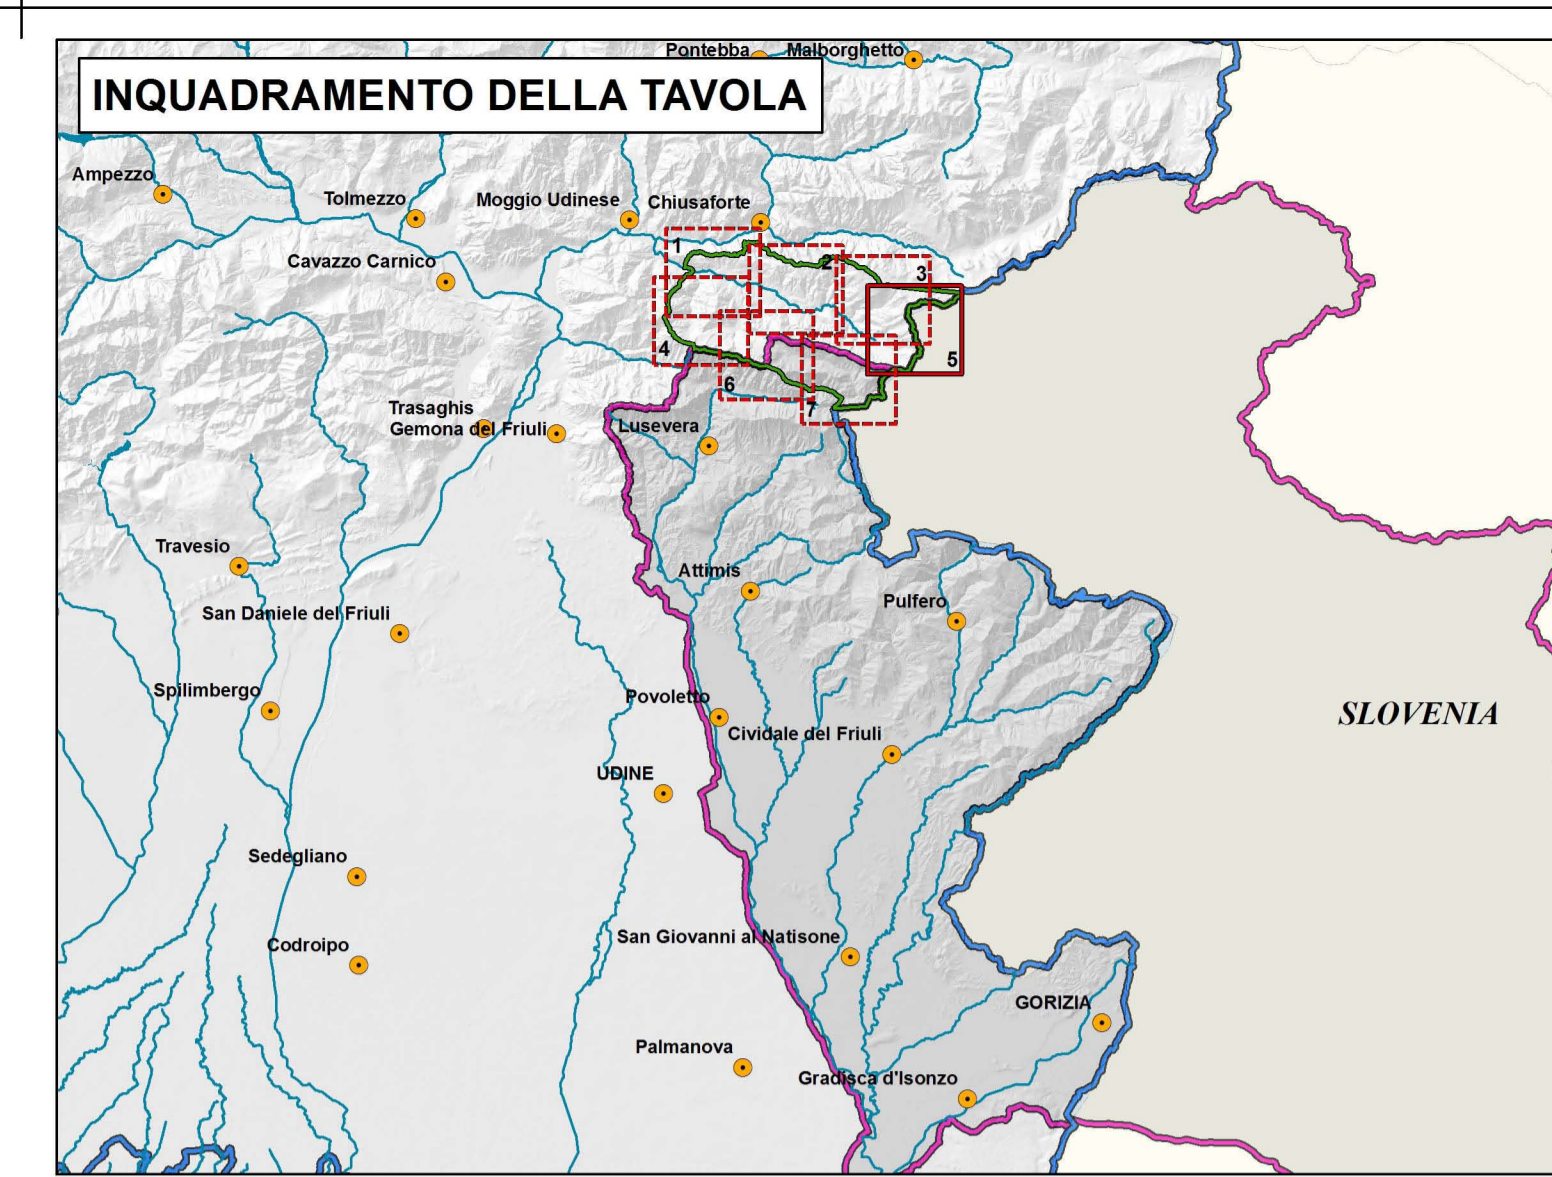 Pontebba
Malborghetto
INQUADRAMENTO DELLA TAVOLA
Ampezzo
Tolmezzo
Moggio Udinese
Chiusaforte
1
2
3
Cavazzo Carnico
4
5
6
7
Trasaghis
Gemona del Friuli
Lusevera
Travesio
Attimis
Pulfero
San Daniele del Friuli
Spilimbergo
Povoletto
SLOVENIA
Cividale del Friuli
UDINE
Sedegliano
San Giovanni al Natisone
Codroipo
GORIZIA
Palmanova
Gradisca d'Isonzo